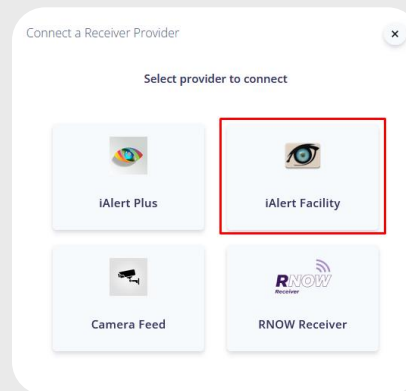 Connect a Receiver Provider
×
Select provider to connect
iAlert Plus
iAlert Facility
RNOW
Receiver
Camera Feed
RNOW Receiver